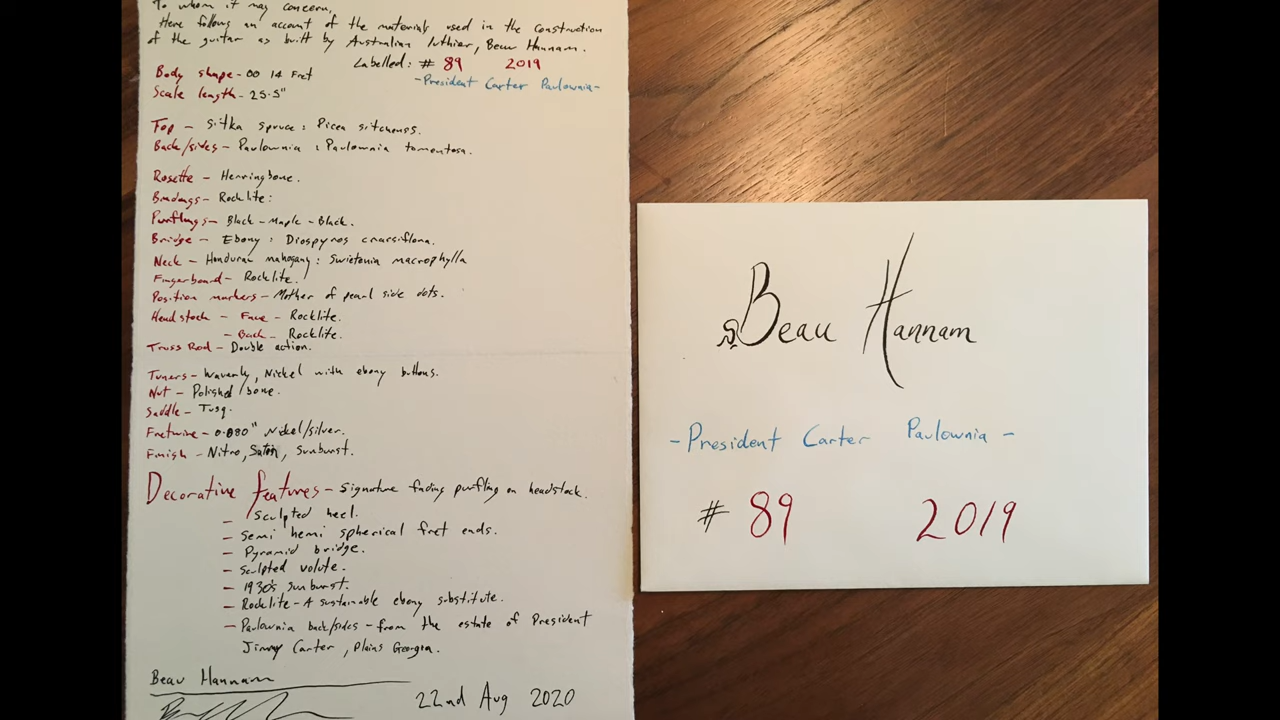 To whom it may concern,
Here follows an account of the materials used in the construction
of the guitar as built by Australian luthier, Beau Hannam.
Labelled: # 89 2019
- President Carter Paulownia -
Body shape - 00 14 Fret
Scale length - 25.5"
Top - Sitka spruce : Picea sitchensis.
Back/sides - Paulownia : Paulownia tomentosa.
Rosette - Herringbone.
Bindings - Rocklite :
Purflings - Black - Maple - Black.
Bridge - Ebony : Diospyros crassiflora.
Neck - Honduran mahogany : Swietenia macrophylla
Fingerboard - Rocklite.
Position markers - Mother of pearl side dots.
Headstock - Face - Rocklite.
- Back - Rocklite.
Truss Rod - Double action.
Tuners - Waverly, Nickel with ebony buttons.
Nut - Polished bone.
Saddle - Tusq.
Fretwire - 0.080" Nickel/silver.
Finish - Nitro, Satin, Sunburst.
Decorative features - Signature fading purfling on headstock.
- Sculpted heel.
- Semi hemi spherical fret ends.
- Pyramid bridge.
- Sculpted volute.
- 1930's Sunburst.
- Rocklite - A sustainable ebony substitute.
- Paulownia back/sides - from the estate of President
Jimmy Carter, Plains Georgia.
Beau Hannam
22nd Aug 2020
Beau Hannam
- President Carter Paulownia -
# 89 2019